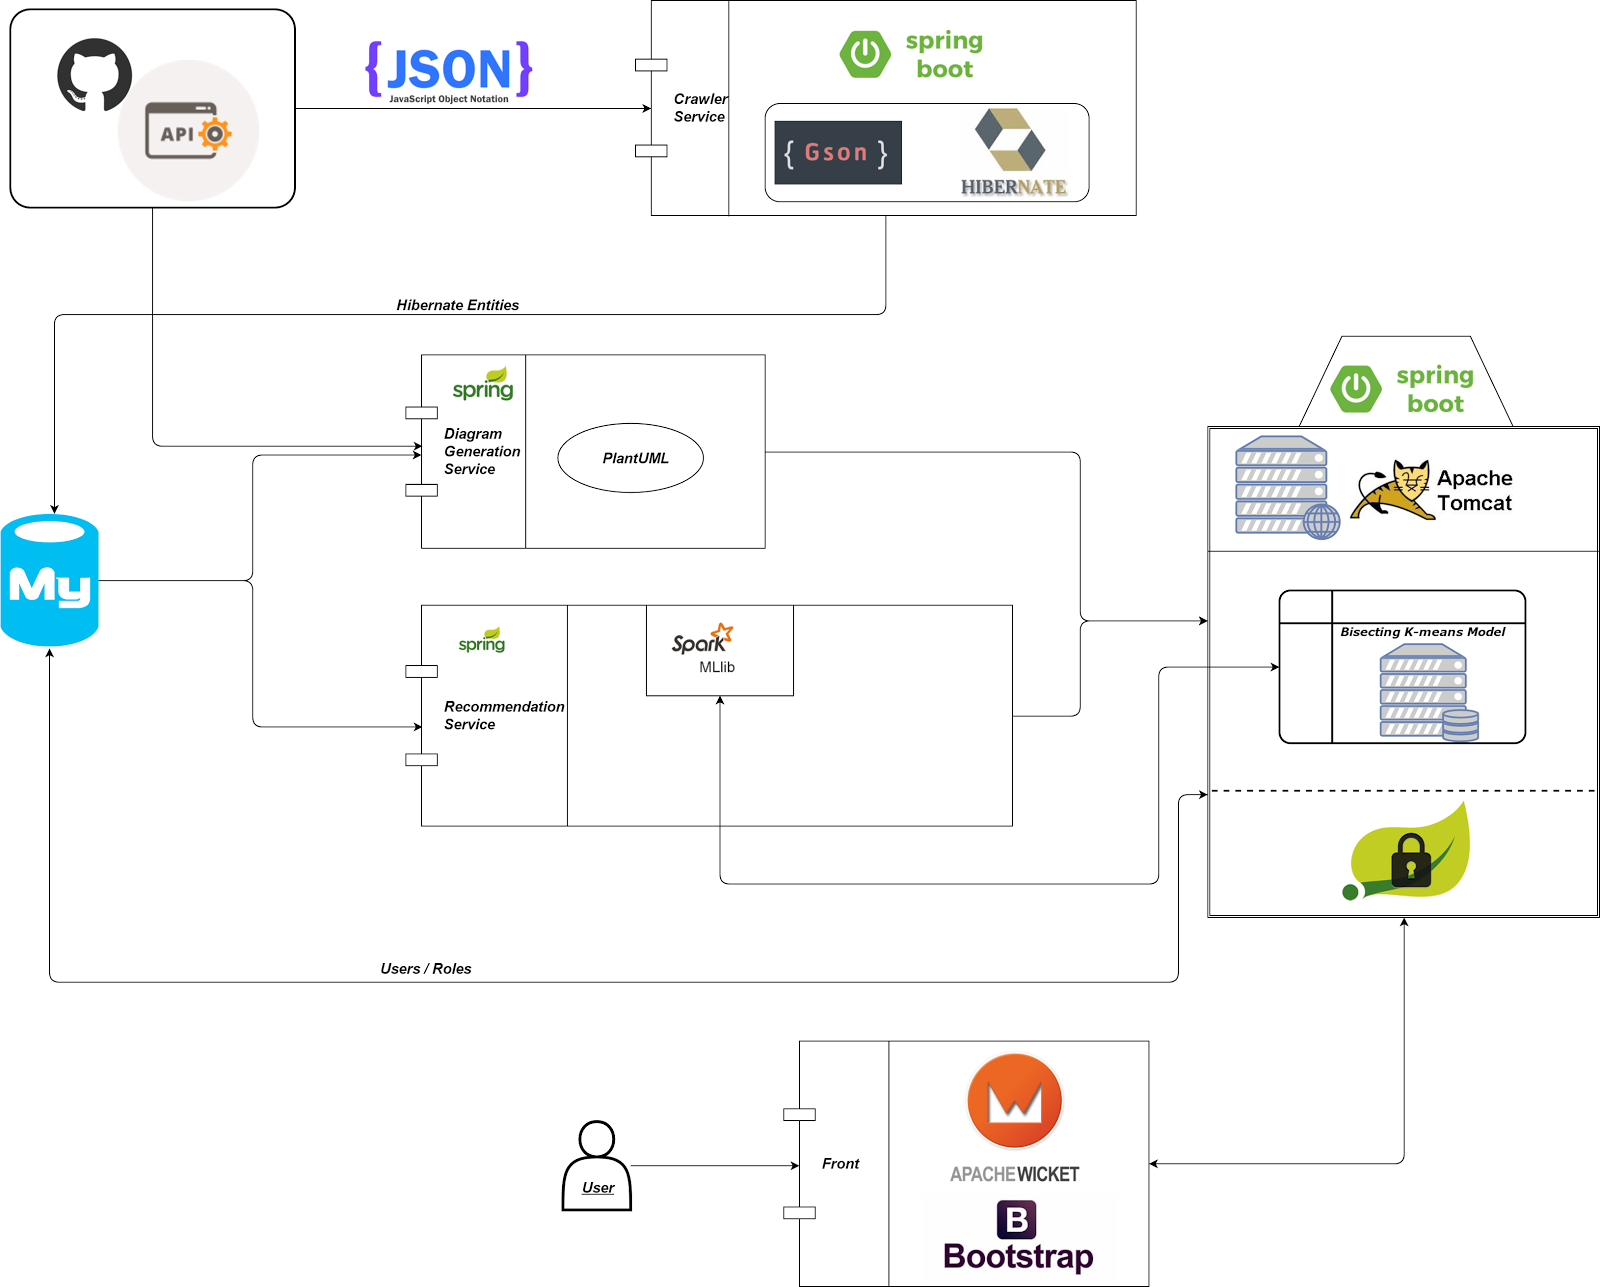 API
{JSON}
JavaScript Object Notation
Crawler
Service
spring
boot
{ Gson }
HIBERNATE
Hibernate Entities
spring
Diagram
Generation
Service
PlantUML
spring
boot
Apache
Tomcat
My
spring
Recommendation
Service
Spark
MLlib
Bisecting K-means Model
Users / Roles
User
Front
APACHE WICKET
B
Bootstrap